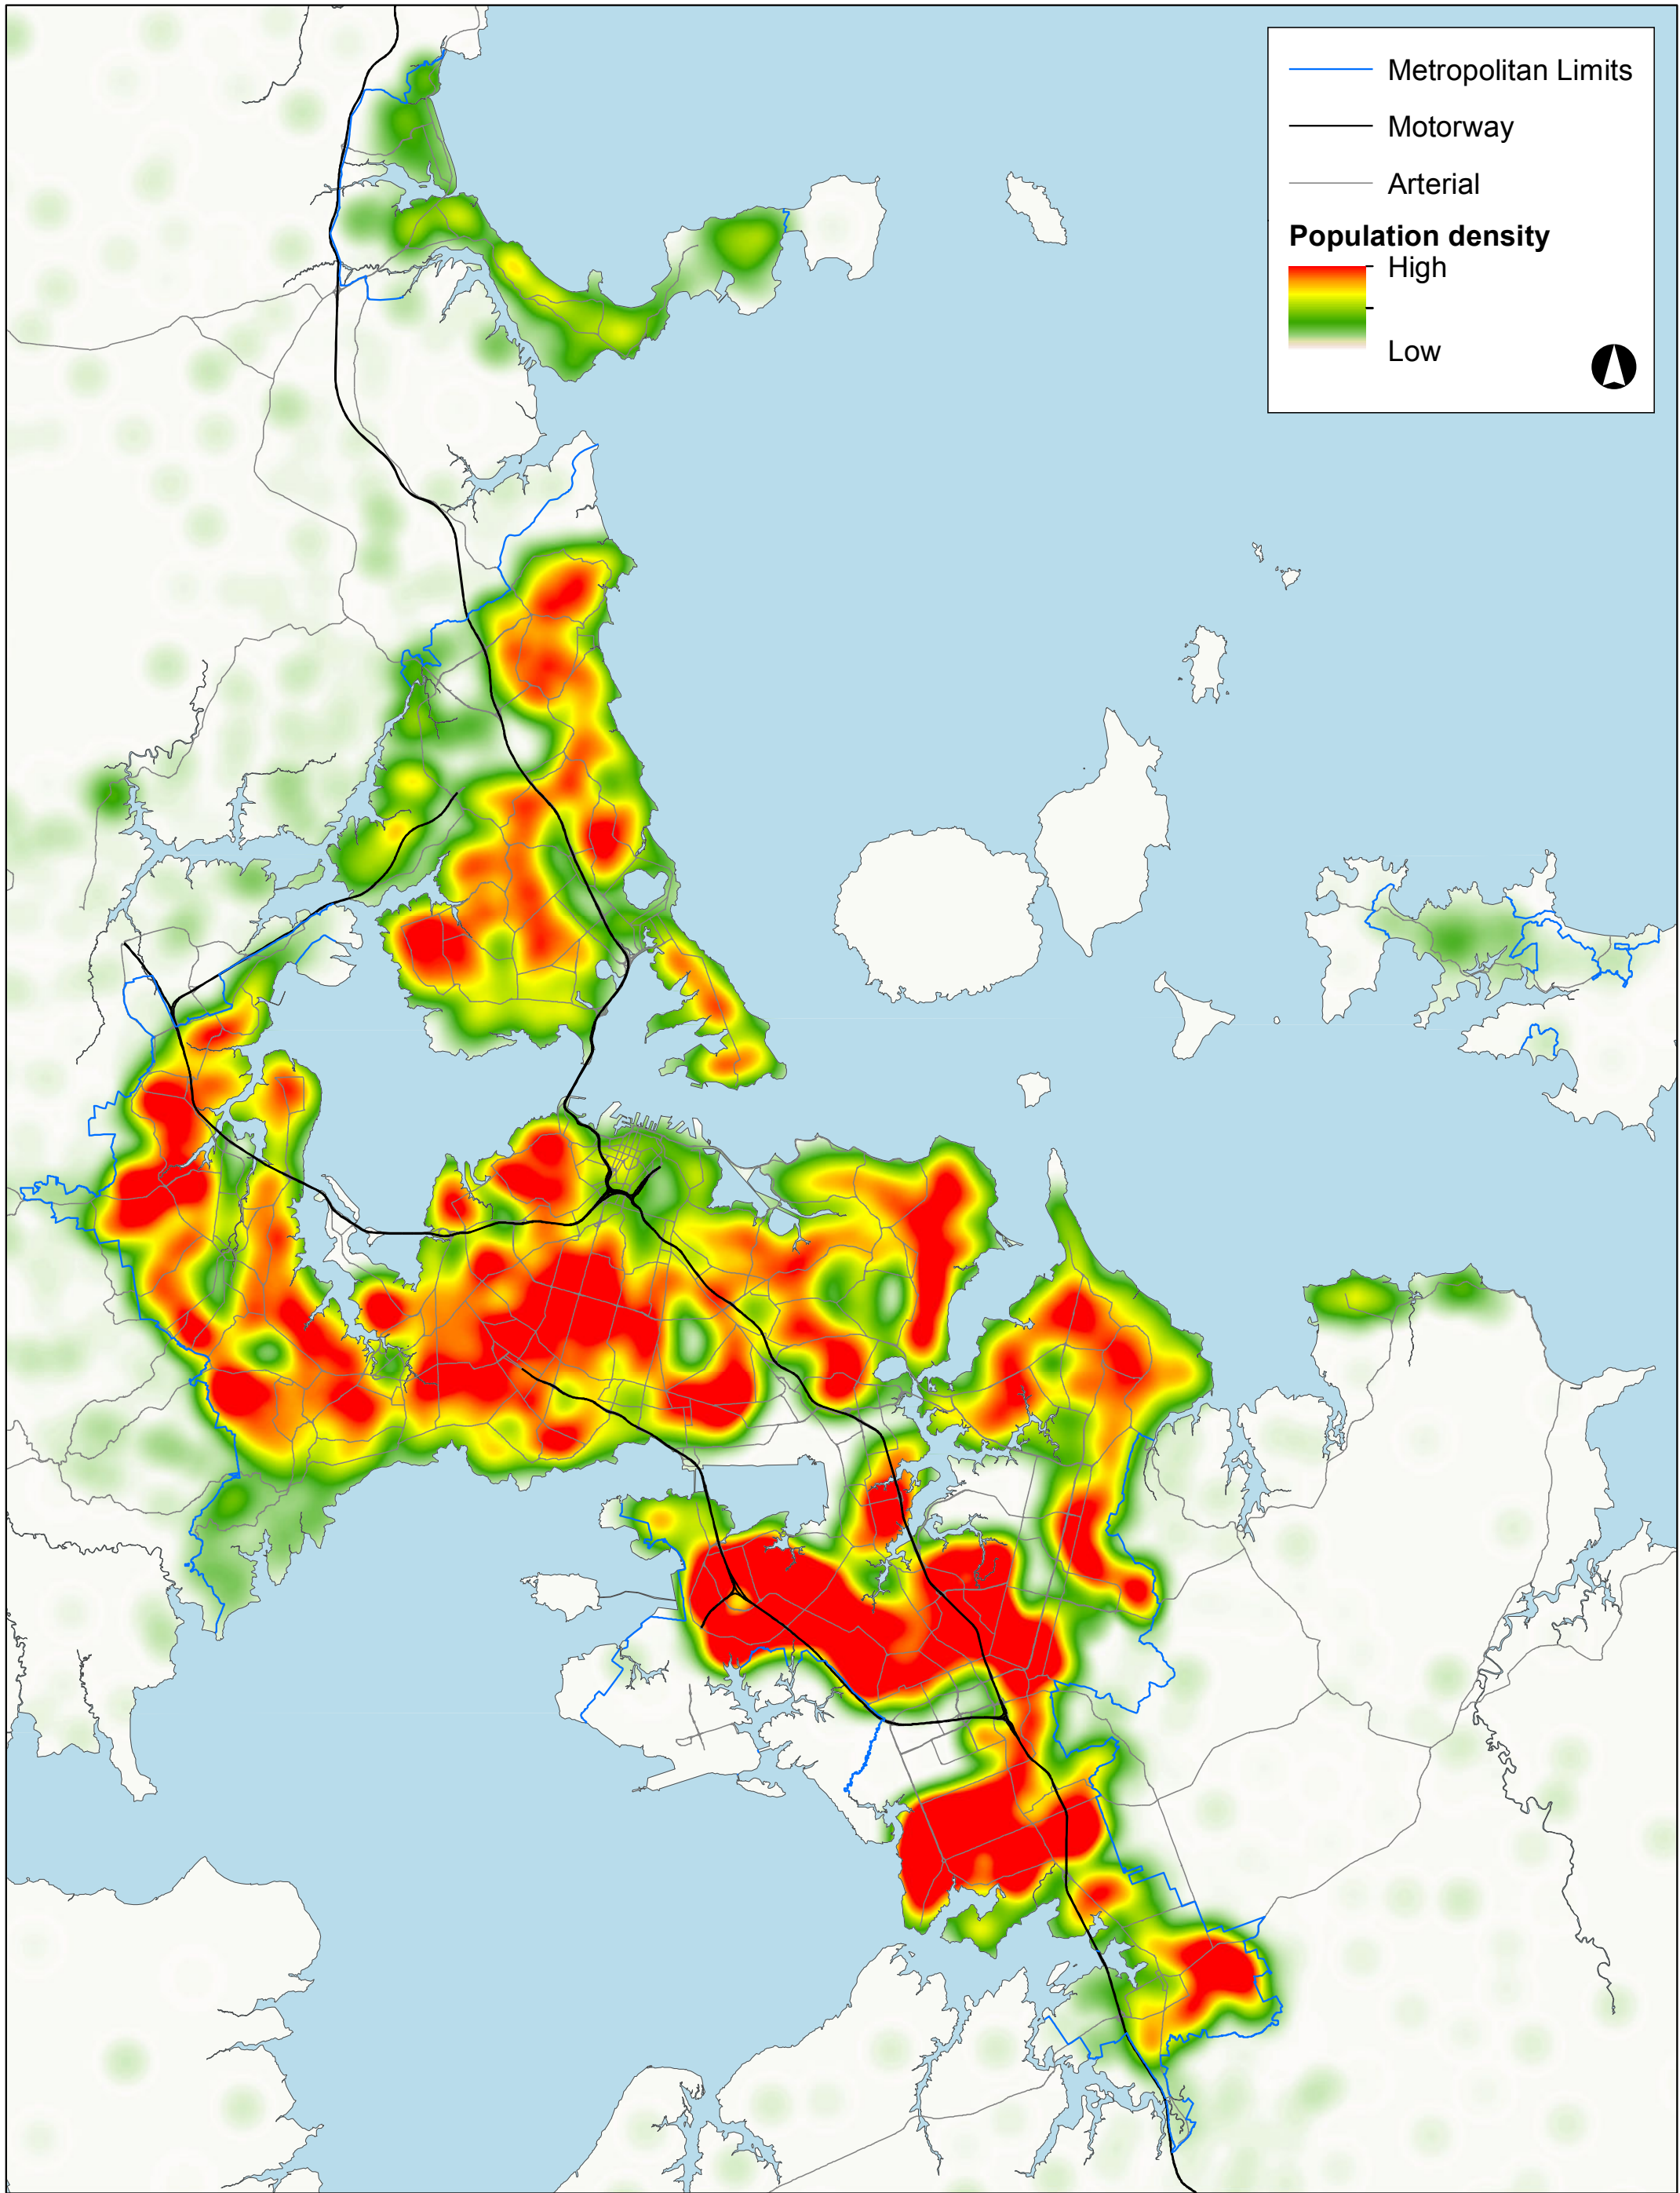 Metropolitan Limits
Motorway
Arterial
Population density
High
Low